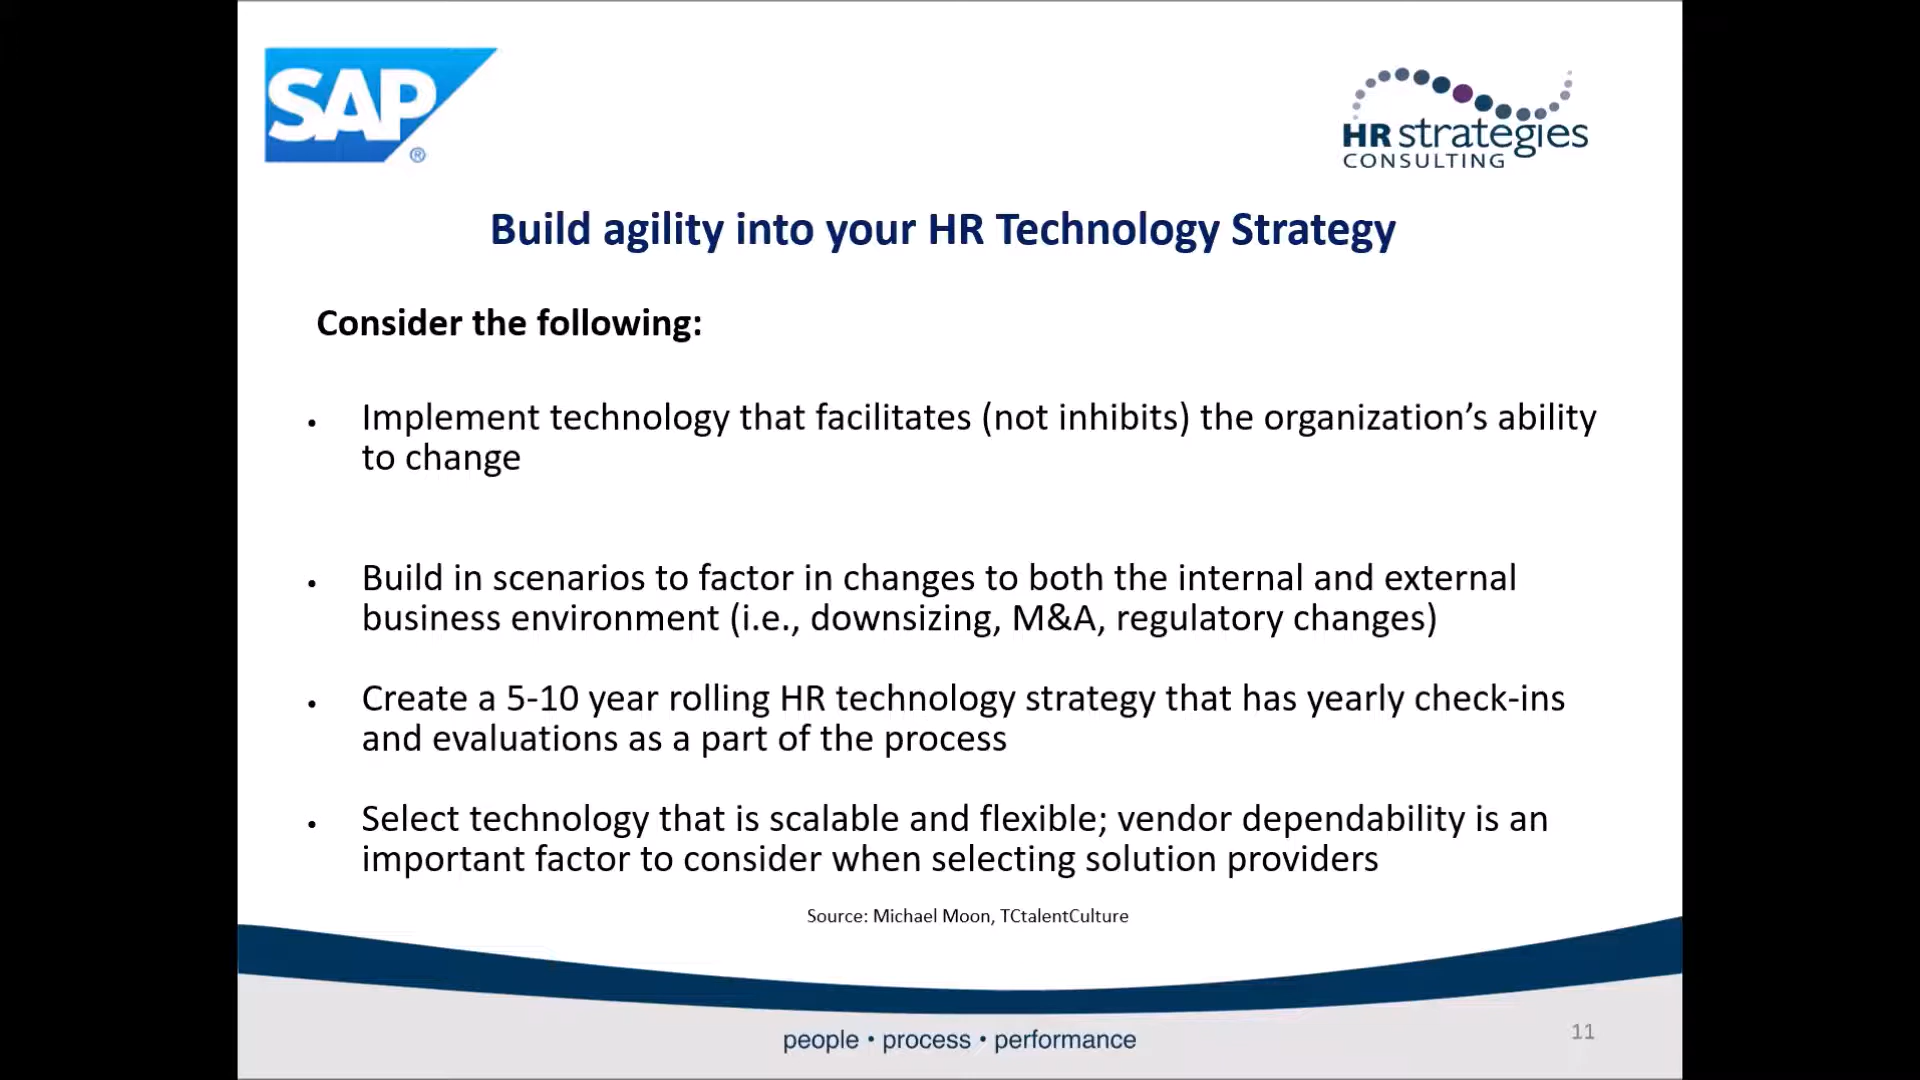 SAP®
HR strategies
CONSULTING
Build agility into your HR Technology Strategy
Consider the following:
• Implement technology that facilitates (not inhibits) the organization’s ability
to change
• Build in scenarios to factor in changes to both the internal and external
business environment (i.e., downsizing, M&A, regulatory changes)
• Create a 5-10 year rolling HR technology strategy that has yearly check-ins
and evaluations as a part of the process
• Select technology that is scalable and flexible; vendor dependability is an
important factor to consider when selecting solution providers
Source: Michael Moon, TCtalentCulture
people • process • performance
11